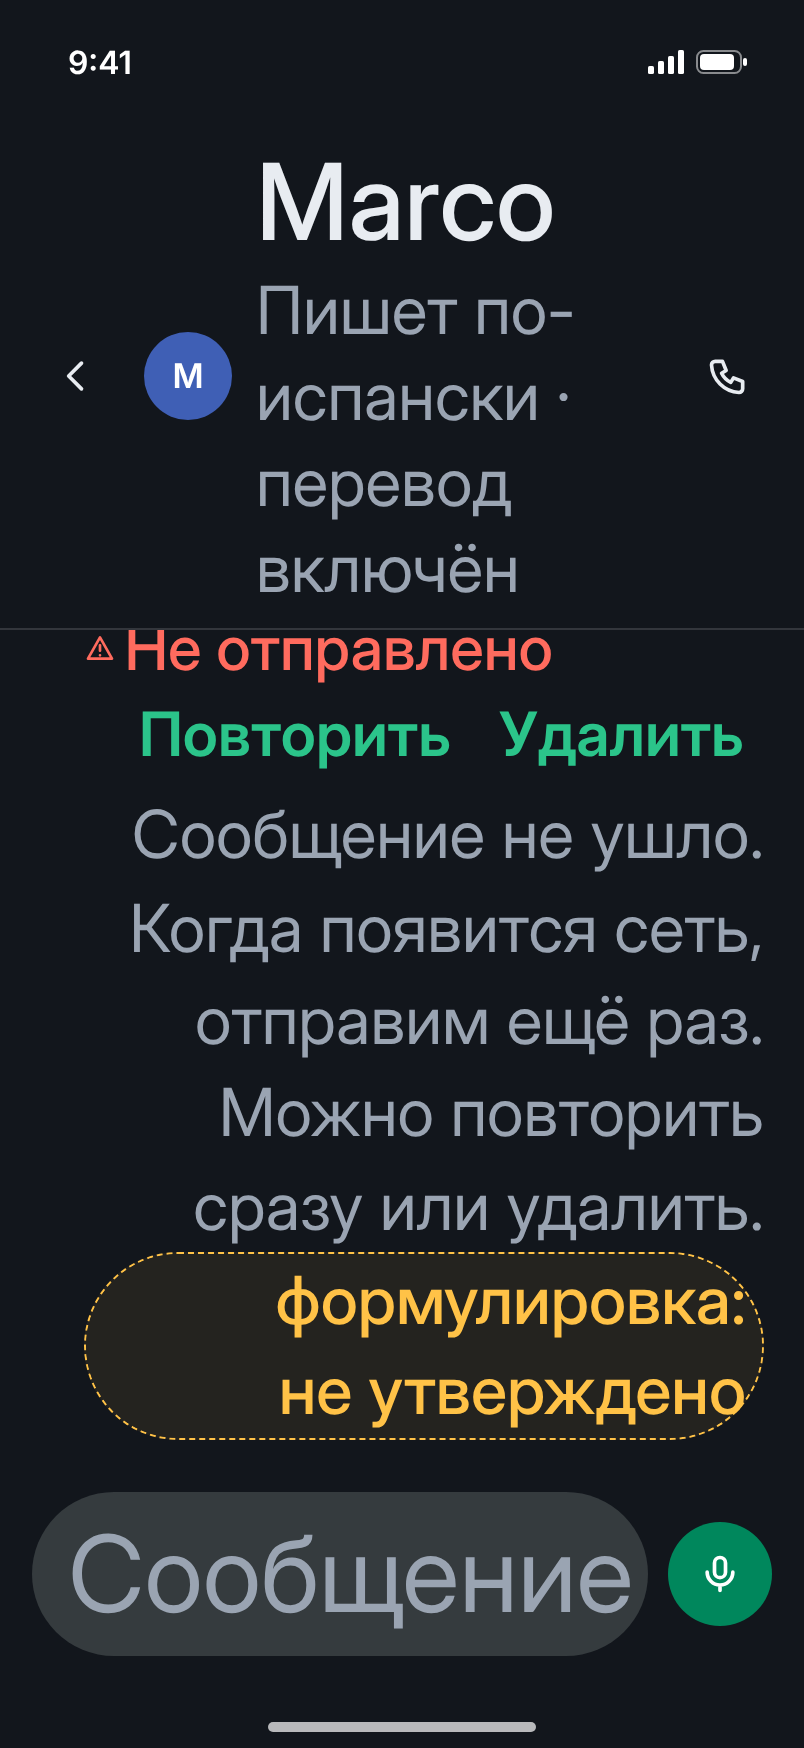 9:41
Marco
Пишет по-
испански ·
перевод
включён
M
Не отправлено
Повторить Удалить
Сообщение не ушло.
Когда появится сеть,
отправим ещё раз.
Можно повторить
сразу или удалить.
формулировка:
не утверждено
Сообщение